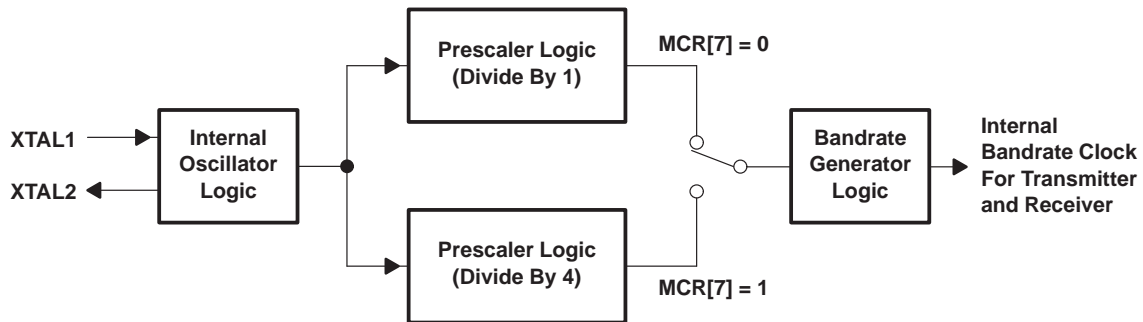 Prescaler Logic
(Divide By 1)
MCR[7] = 0
XTAL1
XTAL2
Internal
Oscillator
Logic
Bandrate
Generator
Logic
Internal
Bandrate Clock
For Transmitter
and Receiver
Prescaler Logic
(Divide By 4)
MCR[7] = 1